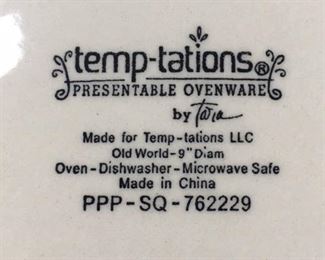 temp-tations®
PRESENTABLE OVENWARE
by Tara
Made for Temp-tations LLC
Old World-9"Diam
Oven-Dishwasher-Microwave Safe
Made in China
PPP-SQ-762229